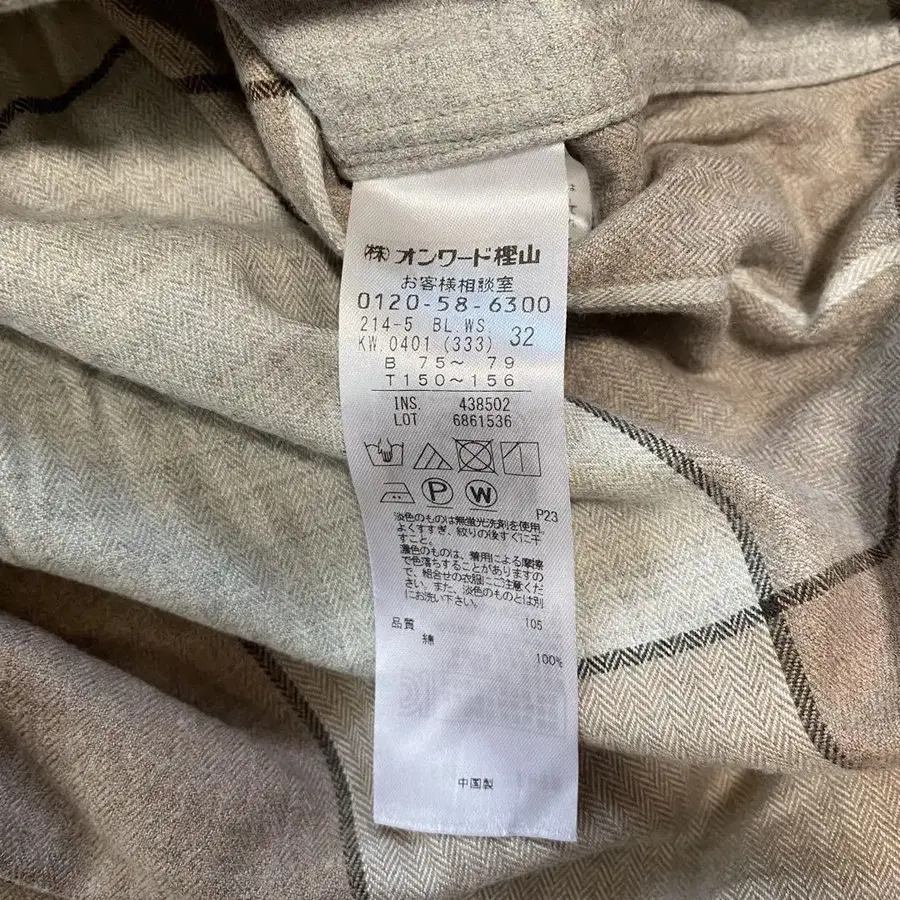 (株)オンワード樫山
お客様相談室
0120-58-6300
214-5 BL.WS.
KW.0401 (333) 32
B 75〜 79
T150〜156
INS. 438502
LOT 6861536
P W
P23
淡色のものは無蛍光洗剤を使用、
よくすすぎ、絞りの後すぐに干
すこと。
濃色のものは、着用による摩擦
で色落ちすることがありますの
で、組合せの衣服にご注意くだ
さい。また、淡色のものとは別
にお洗い下さい。
品質 105
綿
100%
中国製